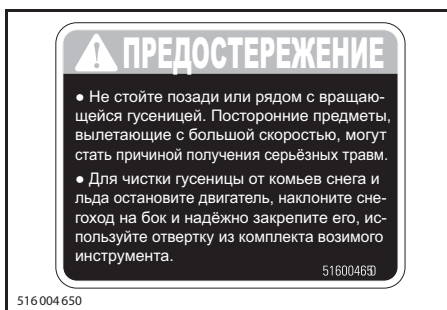 ПРЕДОСТЕРЕЖЕНИЕ
● Не стойте позади или рядом с вращаю-
щейся гусеницей. Посторонние предметы,
вылетающие с большой скоростью, могут
стать причиной получения серьёзных травм.
● Для чистки гусеницы от комьев снега и
льда остановите двигатель, наклоните сне-
гоход на бок и надёжно закрепите его, ис-
пользуйте отвертку из комплекта возимого
инструмента.
516004650
516 004 650